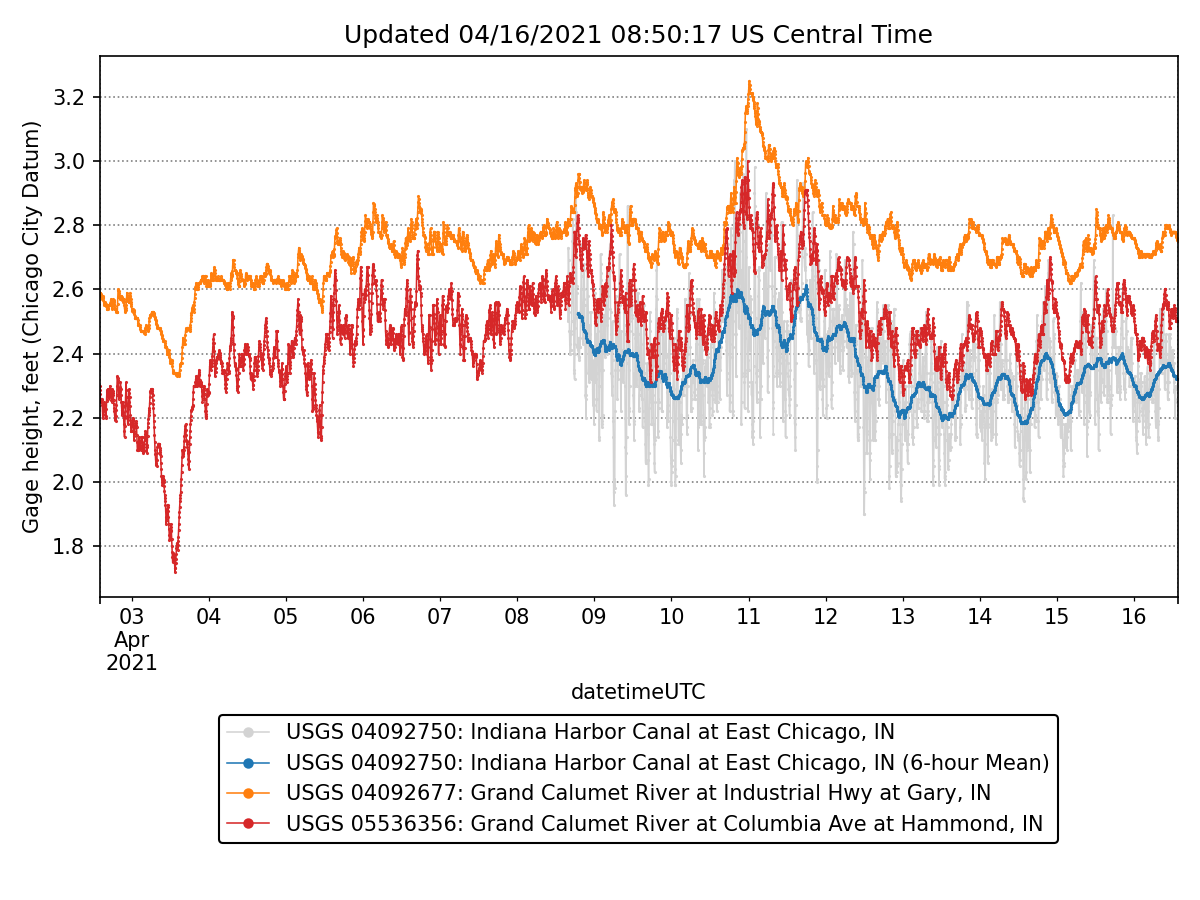 Updated 04/16/2021 08:50:17 US Central Time
Gage height, feet (Chicago City Datum)
3.2
3.0
2.8
2.6
2.4
2.2
2.0
1.8
03 04 05 06 07 08 09 10 11 12 13 14 15 16
Apr
2021
datetimeUTC
USGS 04092750: Indiana Harbor Canal at East Chicago, IN
USGS 04092750: Indiana Harbor Canal at East Chicago, IN (6-hour Mean)
USGS 04092677: Grand Calumet River at Industrial Hwy at Gary, IN
USGS 05536356: Grand Calumet River at Columbia Ave at Hammond, IN